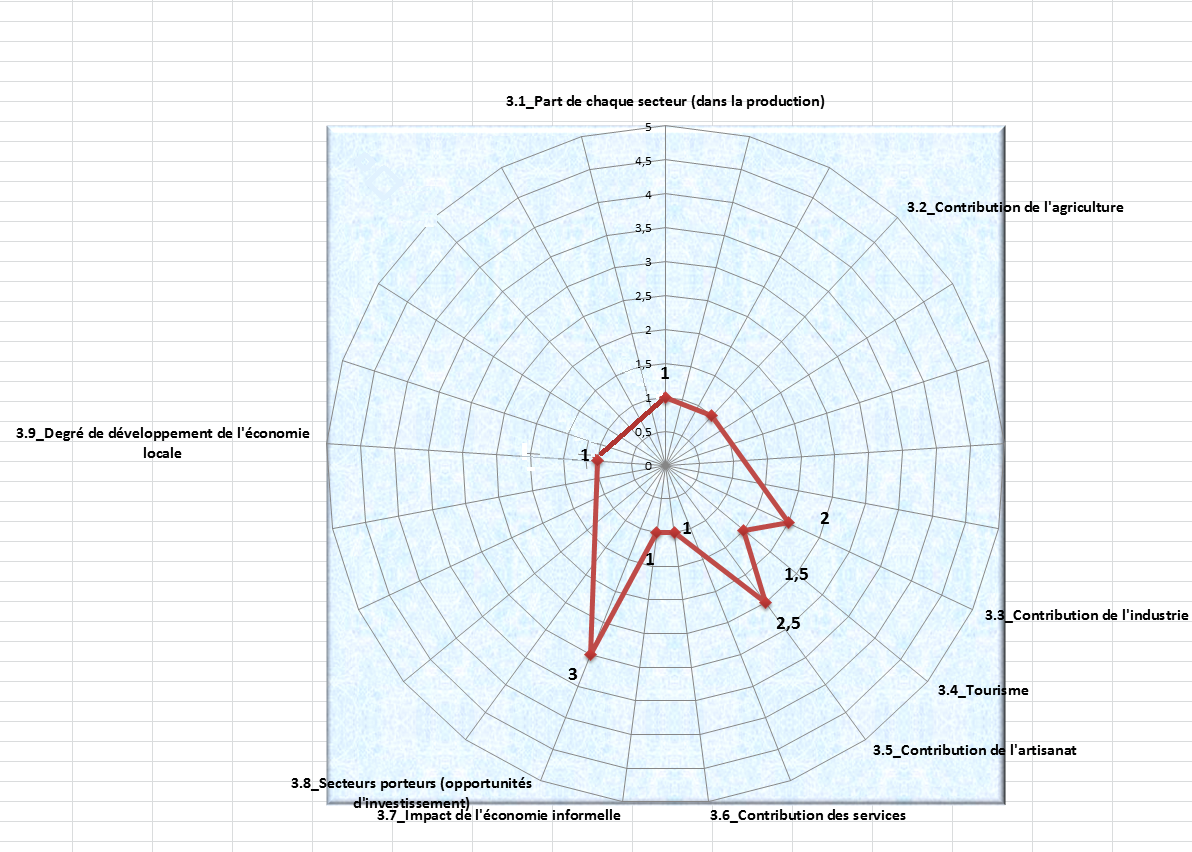 3.1_Part de chaque secteur (dans la production)
5
4,5
4
3,5
3
2,5
2
1,5
1
0,5
0
3.2_Contribution de l'agriculture
1
3.9_Degré de développement de l'économie
locale
1
2
1
1
1,5
3.3_Contribution de l'industrie
2,5
3
3.4_Tourisme
3.5_Contribution de l'artisanat
3.8_Secteurs porteurs (opportunités
d'investissement)
3.7_Impact de l'économie informelle
3.6_Contribution des services